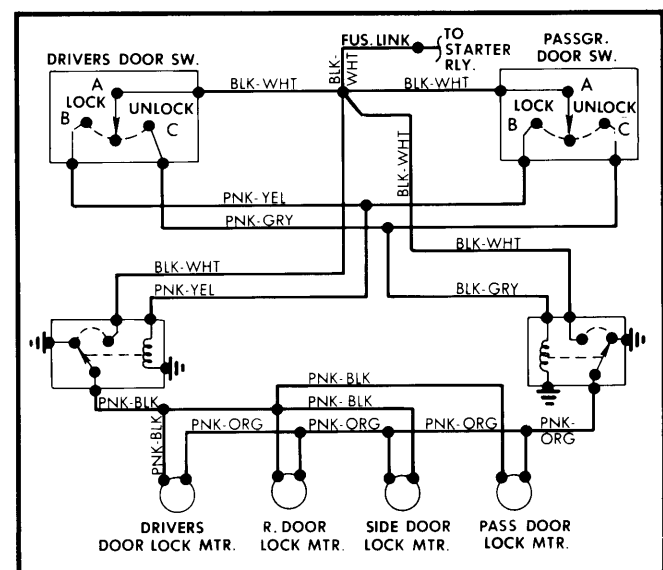 FUS. LINK
TO
STARTER
RLY.
DRIVERS DOOR SW.
PASSGR.
DOOR SW.
BLK-WHT
BLK-
WHT
BLK-WHT
A
LOCK
UNLOCK
B
C
A
LOCK
UNLOCK
B
C
BLK-WHT
PNK-YEL
PNK-GRY
BLK-WHT
BLK-WHT
PNK-YEL
BLK-GRY
PNK-BLK
PNK-BLK
PNK-BLK
PNK-BLK
PNK-ORG
PNK-ORG
PNK-ORG
PNK-
ORG
DRIVERS
DOOR LOCK MTR.
R. DOOR
LOCK MTR.
SIDE DOOR
LOCK MTR.
PASS DOOR
LOCK MTR.